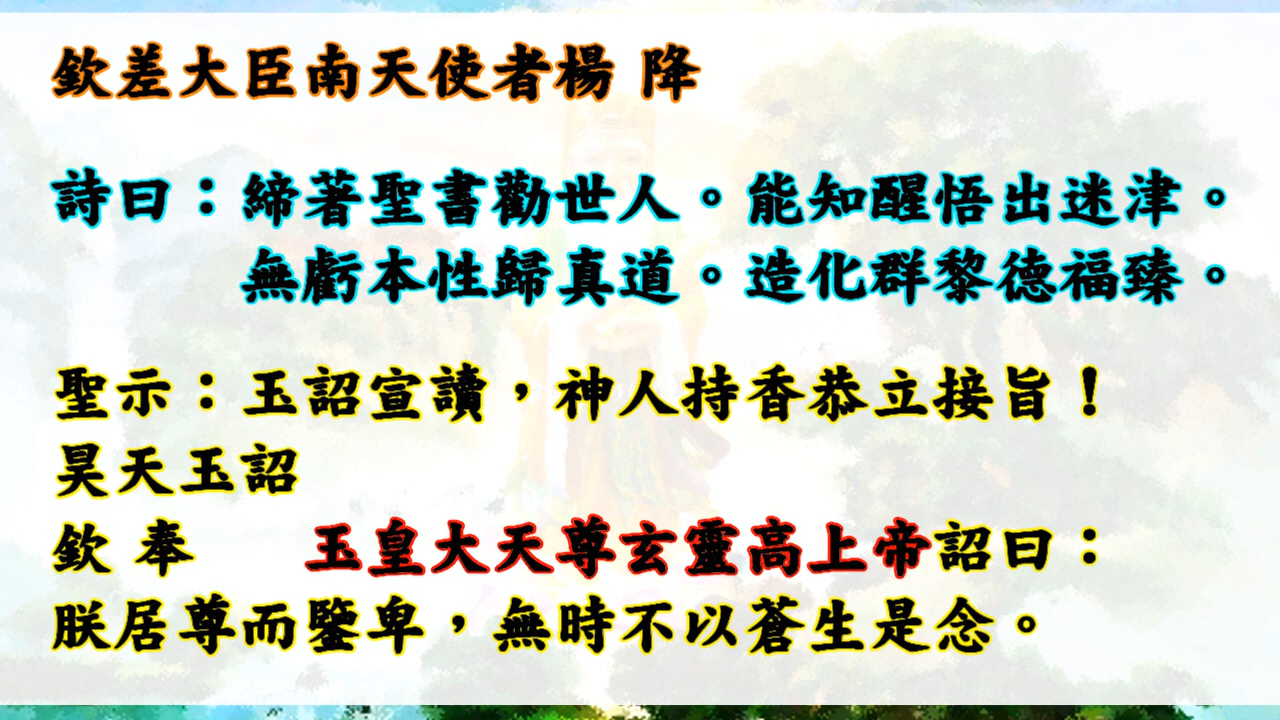 欽差大臣南天使者楊 降
詩曰：締著聖書勸世人。能知醒悟出迷津。
無虧本性歸真道。造化群黎德福臻。
聖示：玉詔宣讀，神人持香恭立接旨！
昊天玉詔
欽 奉 玉皇大天尊玄靈高上帝詔曰：
朕居尊而鑒卑，無時不以蒼生是念。